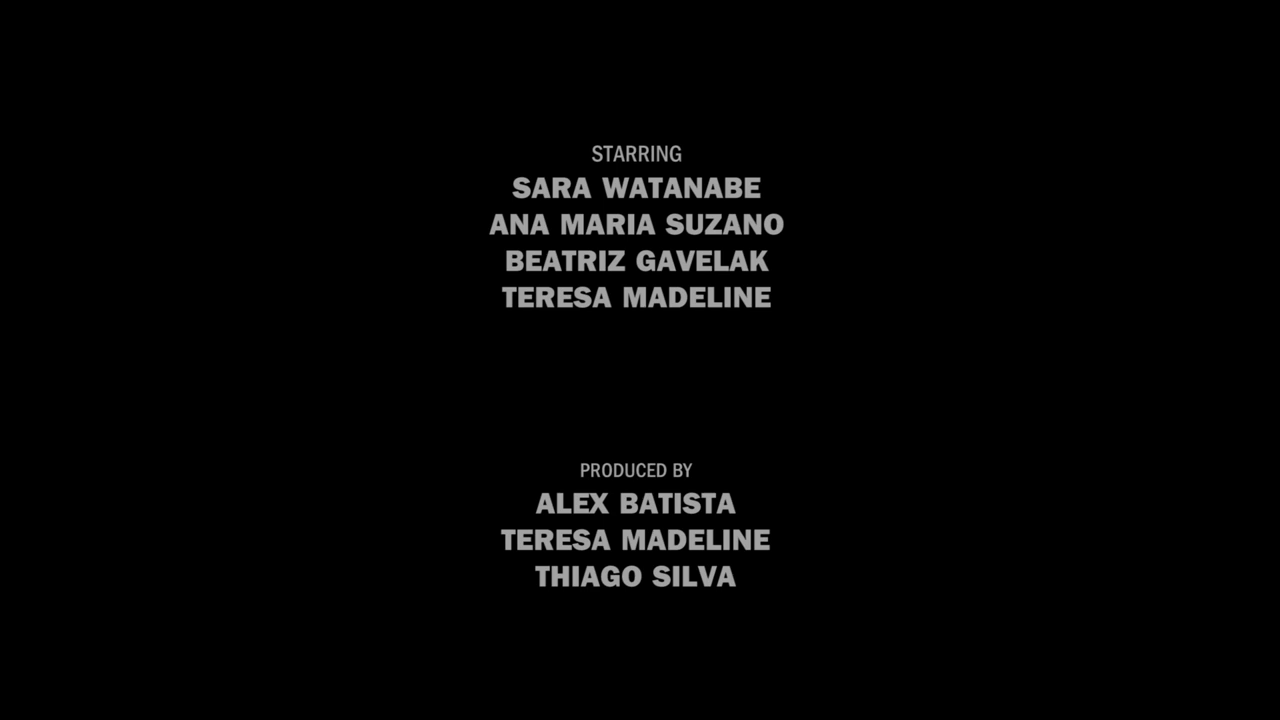 STARRING
SARA WATANABE
ANA MARIA SUZANO
BEATRIZ GAVELAK
TERESA MADELINE
PRODUCED BY
ALEX BATISTA
TERESA MADELINE
THIAGO SILVA